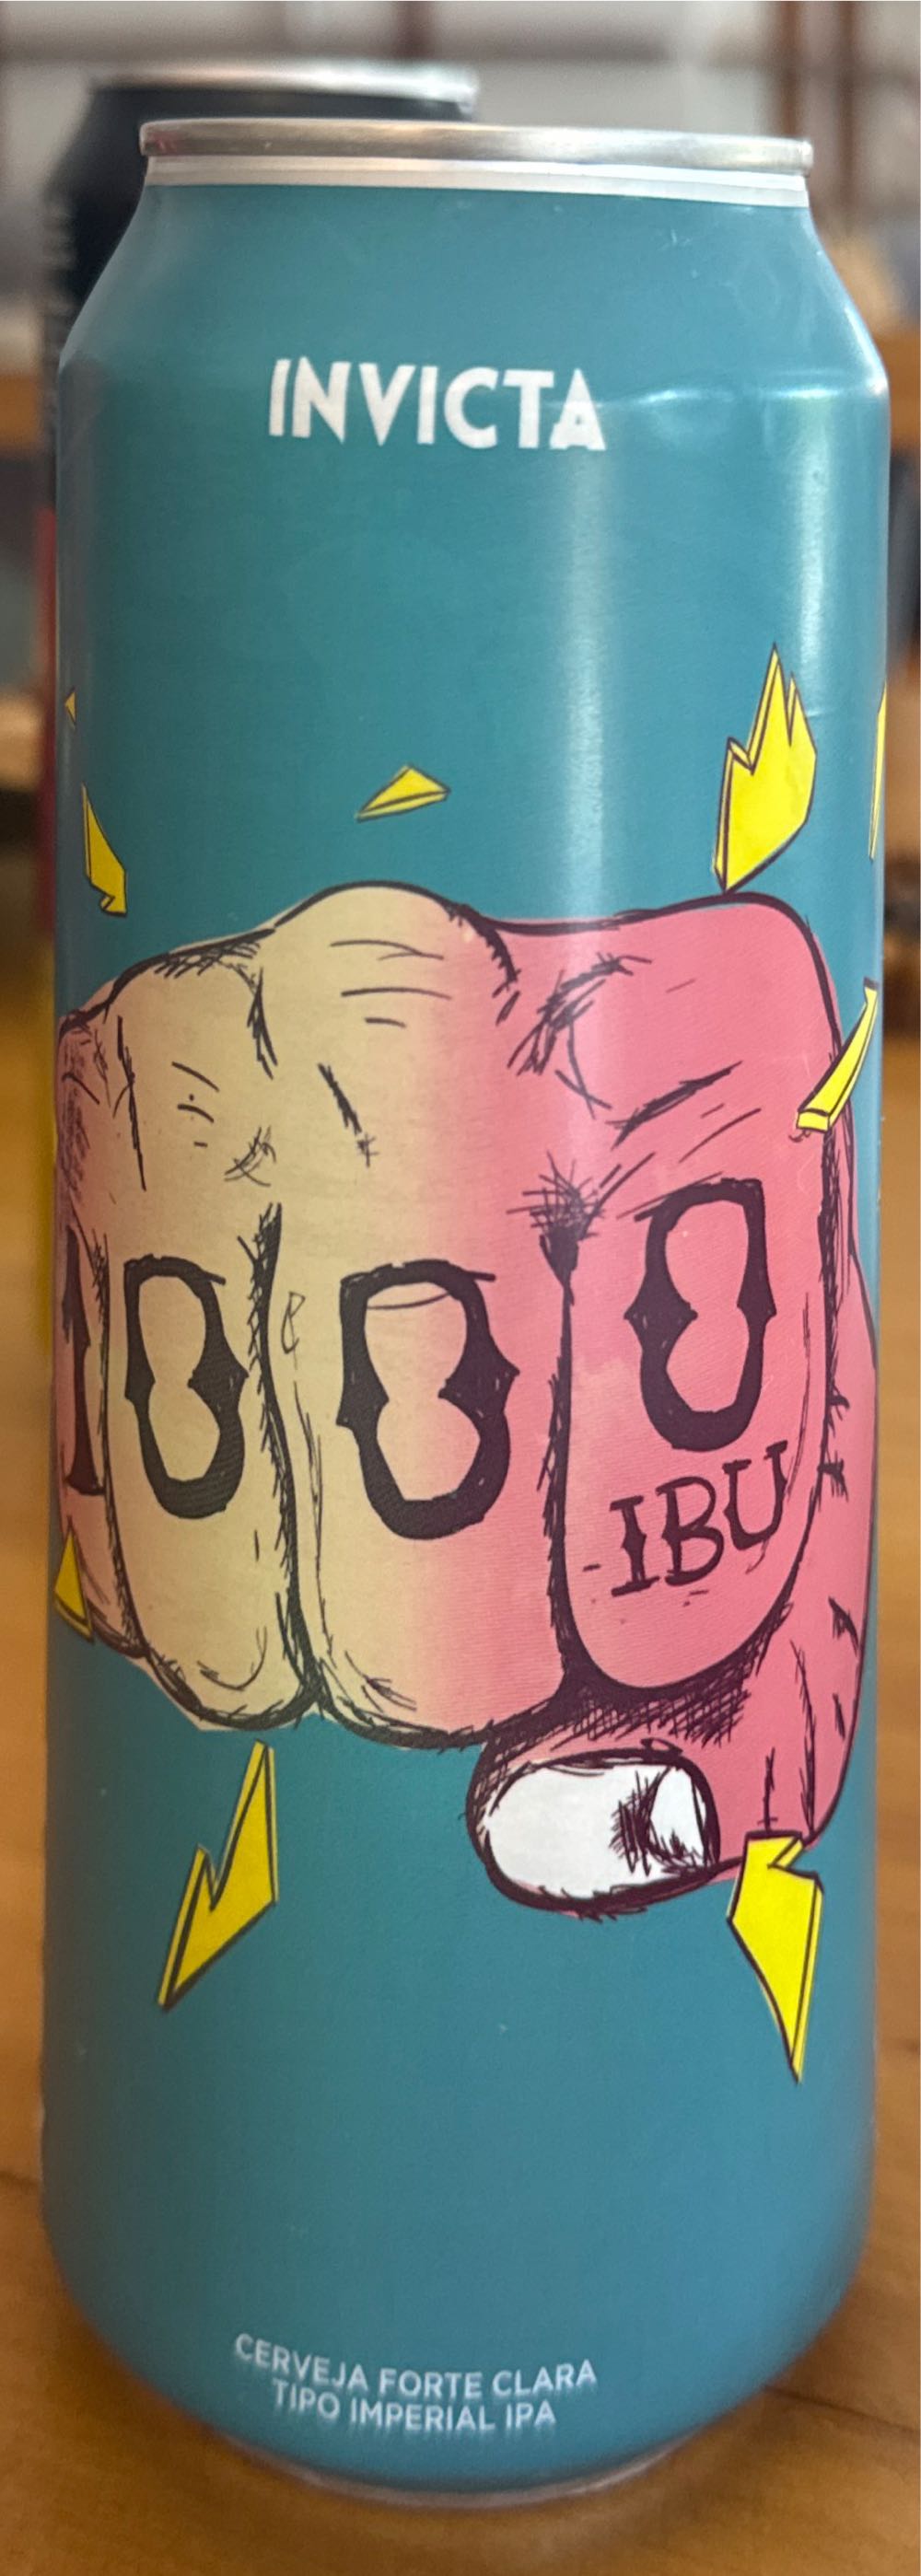 INVICTA
1000
IBU
CERVEJA FORTE CLARA
TIPO IMPERIAL IPA